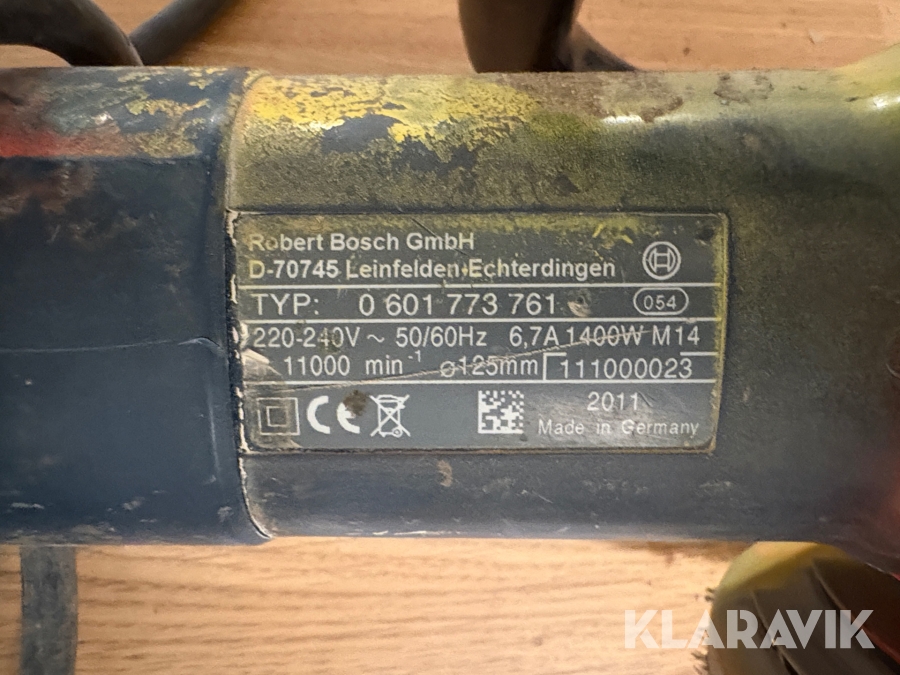 Robert Bosch GmbH
D-70745 Leinfelden-Echterdingen
TYP: 0 601 773 761
054
220-240V ~ 50/60Hz 6,7A 1400W M14
11000 min-1 ⌀125mm 111000023
CE
2011
Made in Germany
KLARAVIK